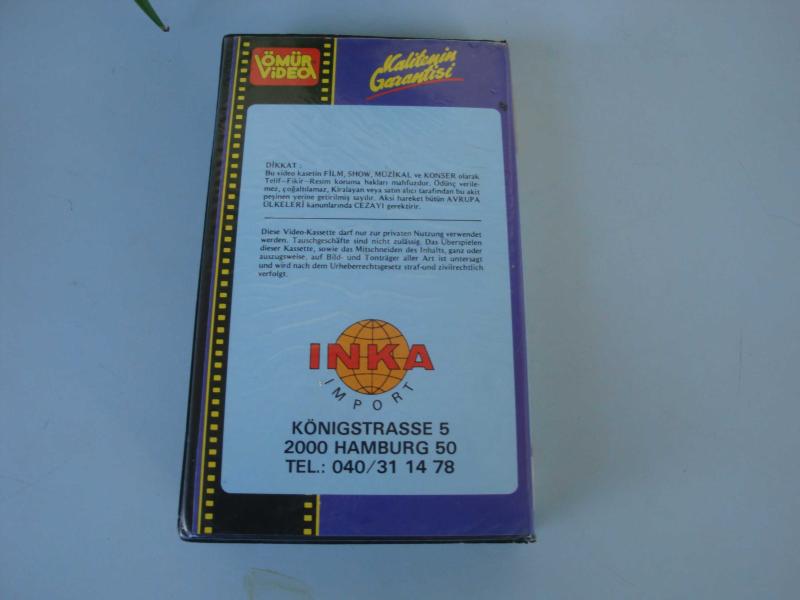 ÖMÜR
VİDEO
Kalitenin
Garantisi
DİKKAT :
Bu video kasetin FİLM, SHOW, MÜZİKAL ve KONSER olarak
Telif-Fikir-Resim koruma hakları mahfuzdur. Ödünç verile-
mez, çoğaltılamaz, Kiralayan veya satın alıcı tarafından bu akit
peşinen yerine getirilmiş sayılır. Aksi hareket bütün AVRUPA
ÜLKELERİ kanunlarında CEZAYI gerektirir.
Diese Video-Kassette darf nur zur privaten Nutzung verwendet
werden. Tauschgeschäfte sind nicht zulässig. Das Überspielen
dieser Kassette, sowie das Mitschneiden des Inhalts, ganz oder
auszugsweise, auf Bild- und Tonträger aller Art ist untersagt
und wird nach dem Urheberrechtsgesetz straf-und zivilrechtlich
verfolgt.
INKA
IMPORT
KÖNIGSTRASSE 5
2000 HAMBURG 50
TEL.: 040/31 14 78